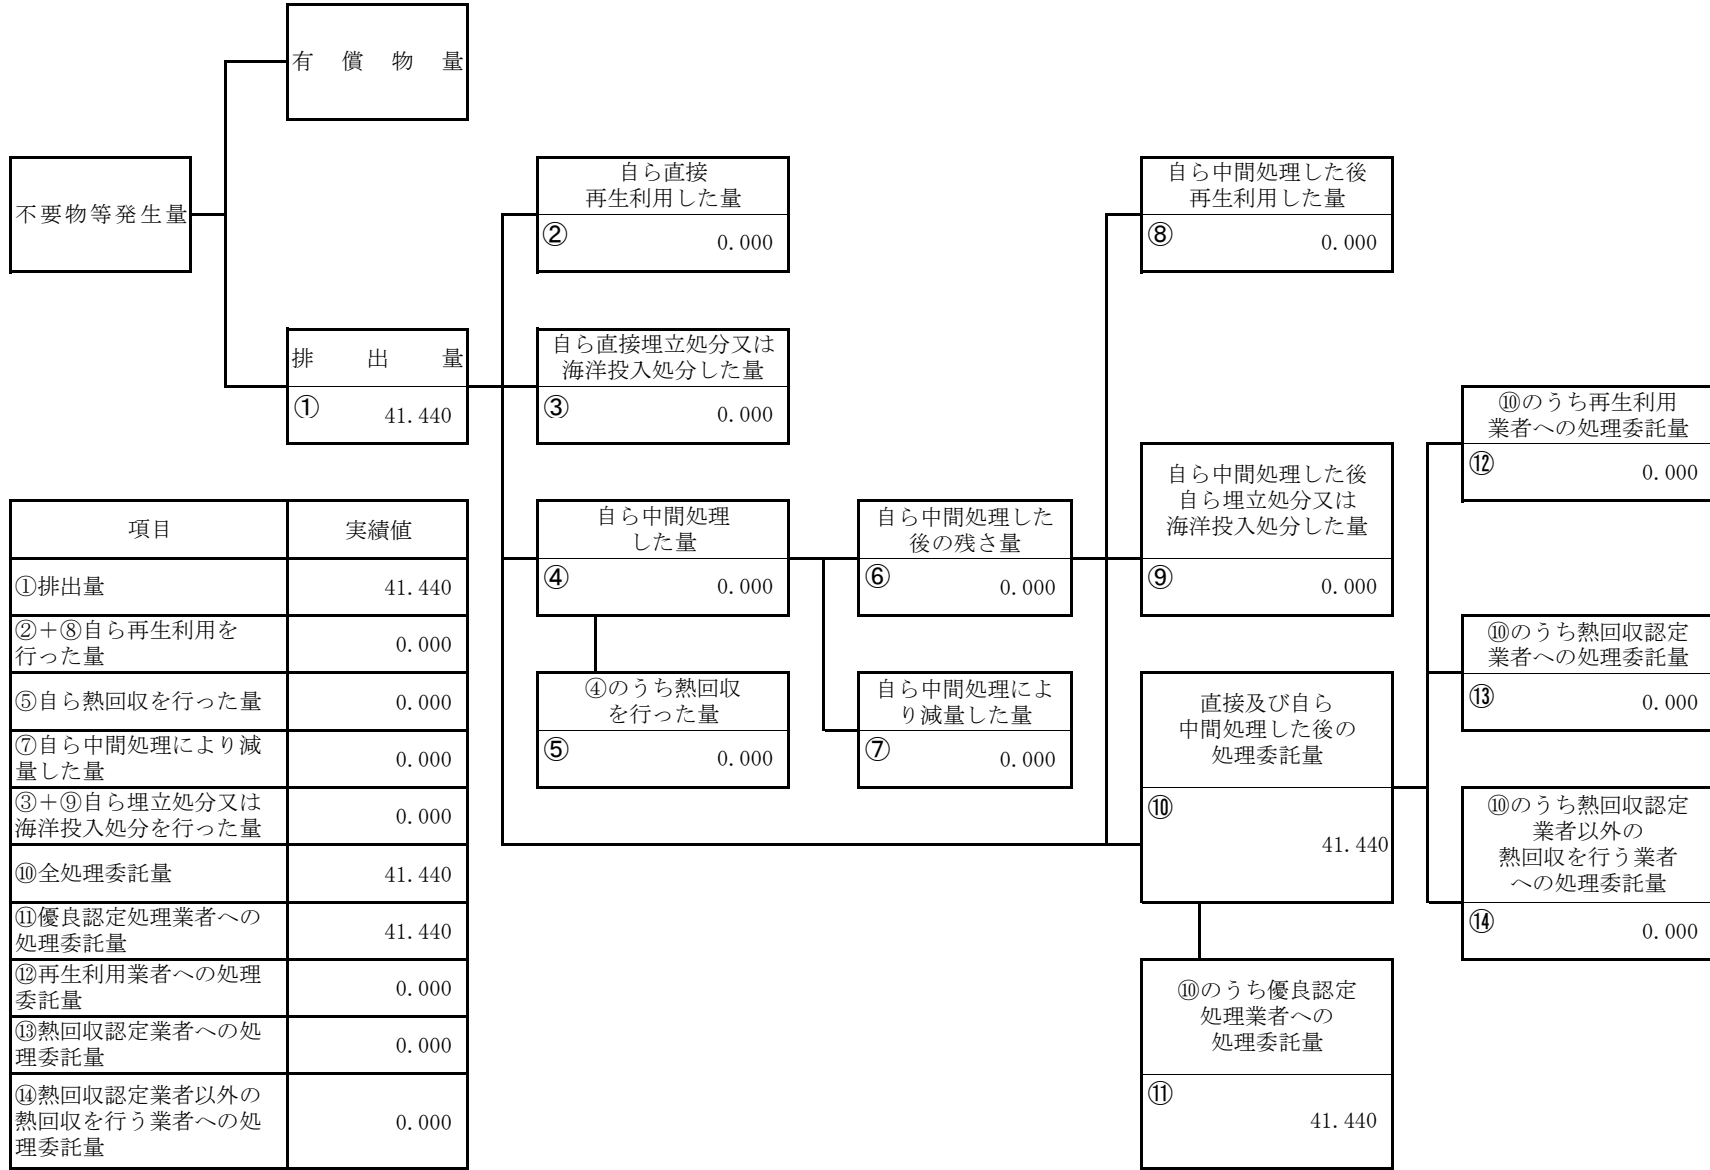 有償物量
不要物等発生量
排出量
①
41.440
自ら直接
再生利用した量
②
0.000
自ら直接埋立処分又は
海洋投入処分した量
③
0.000
自ら中間処理
した量
④
0.000
④のうち熱回収
を行った量
⑤
0.000
自ら中間処理した
後の残さ量
⑥
0.000
自ら中間処理によ
り減量した量
⑦
0.000
自ら中間処理した後
再生利用した量
⑧
0.000
自ら中間処理した後
自ら埋立処分又は
海洋投入処分した量
⑨
0.000
直接及び自ら
中間処理した後の
処理委託量
⑩
41.440
⑩のうち優良認定
処理業者への
処理委託量
⑪
41.440
⑩のうち再生利用
業者への処理委託量
⑫
0.000
⑩のうち熱回収認定
業者への処理委託量
⑬
0.000
⑩のうち熱回収認定
業者以外の
熱回収を行う業者
への処理委託量
⑭
0.000
項目 実績値
①排出量 41.440
②＋⑧自ら再生利用を
行った量 0.000
⑤自ら熱回収を行った量 0.000
⑦自ら中間処理により減
量した量 0.000
③＋⑨自ら埋立処分又は
海洋投入処分を行った量 0.000
⑩全処理委託量 41.440
⑪優良認定処理業者への
処理委託量 41.440
⑫再生利用業者への処理
委託量 0.000
⑬熱回収認定業者への処
理委託量 0.000
⑭熱回収認定業者以外の
熱回収を行う業者への処
理委託量 0.000